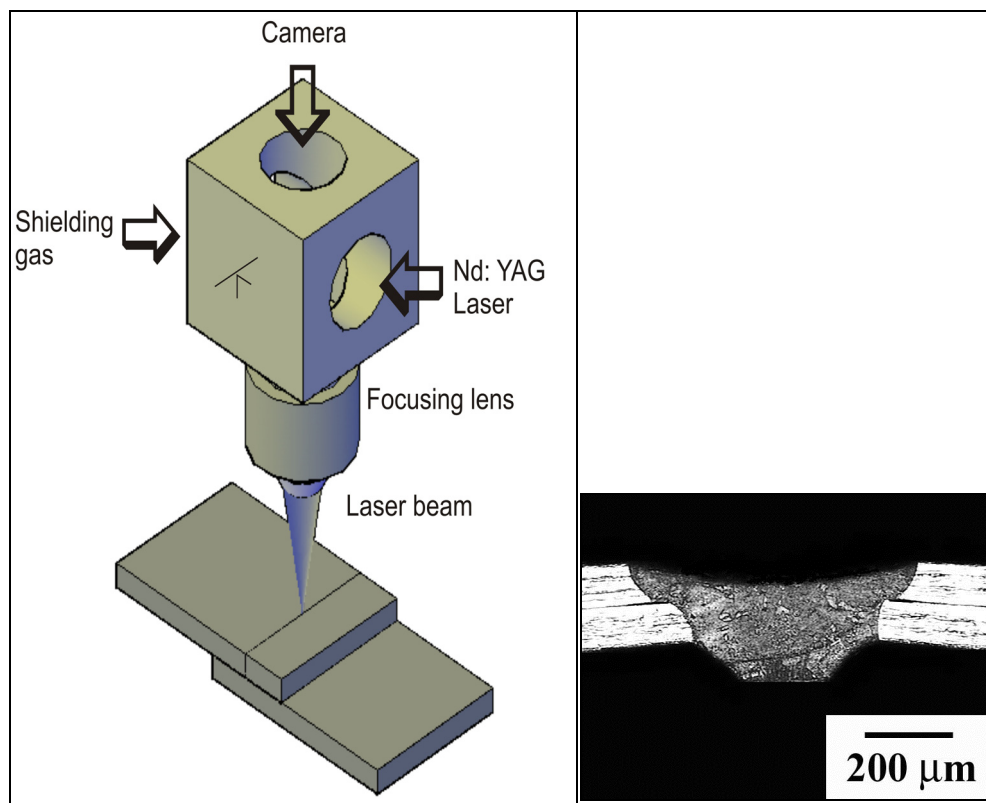 Camera
Shielding
gas
Nd: YAG
Laser
Focusing lens
Laser beam
200 μm